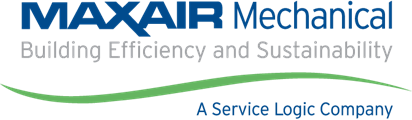 MAXAIR Mechanical
Building Efficiency and Sustainability
A Service Logic Company